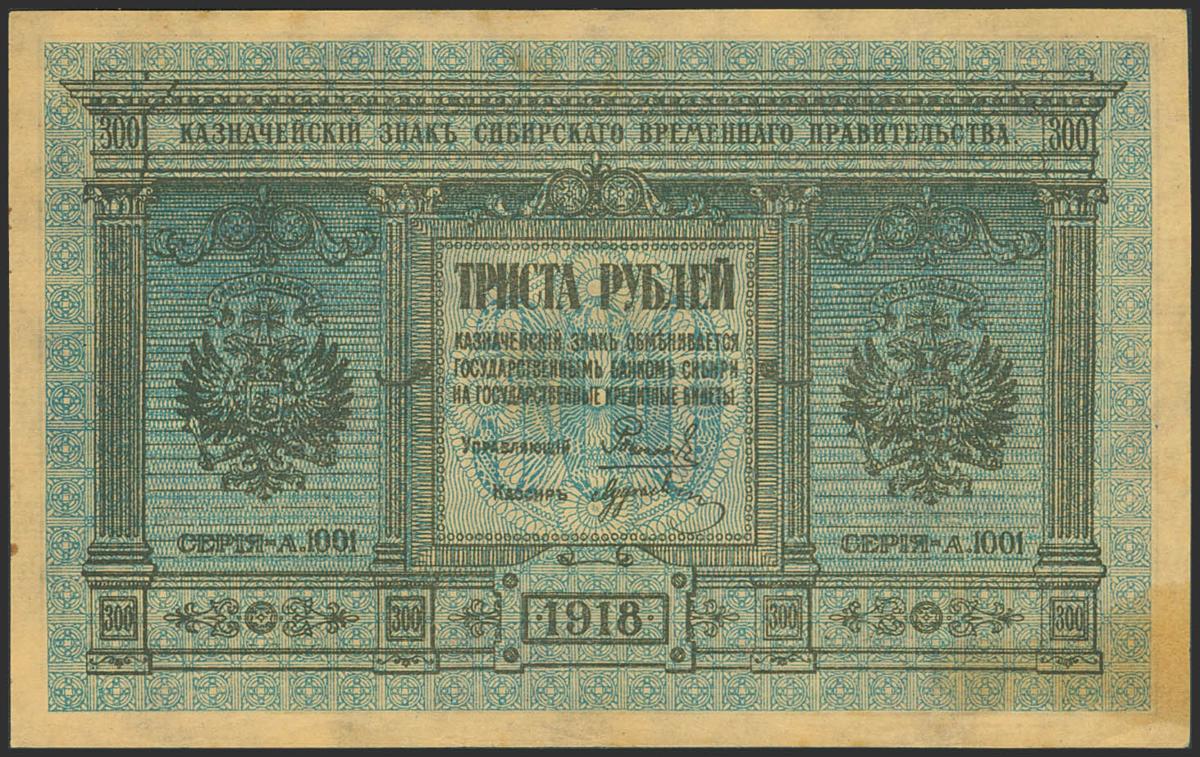 300 КАЗНАЧЕЙСКІЙ ЗНАКЪ СИБИРСКАГО ВРЕМЕННАГО ПРАВИТЕЛЬСТВА. 300
ТРИСТА РУБЛЕЙ
КАЗНАЧЕЙСКІЙ ЗНАКЪ ОБМѢНИВАЕТСЯ
ГОСУДАРСТВЕННЫМЪ БАНКОМЪ СИБИРИ
НА ГОСУДАРСТВЕННЫЕ КРЕДИТНЫЕ БИЛЕТЫ.
Управляющій
Кассиръ
СЕРІЯ-А.1001 СЕРІЯ-А.1001
300 300 ·1918· 300 300